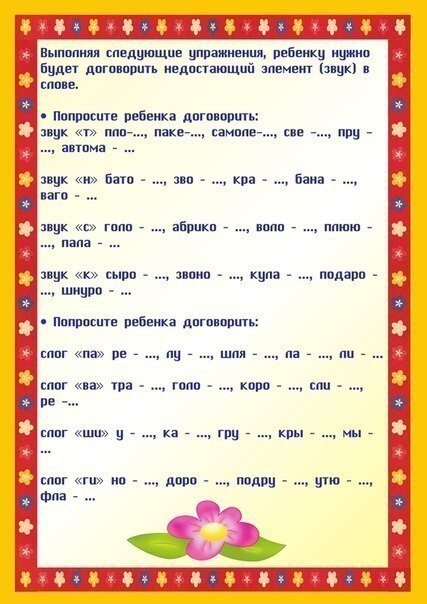 Выполняя следующие упражнения, ребенку нужно
будет договорить недостающий элемент (звук) в
слове.
• Попросите ребенка договорить:
звук «т» пло-..., паке-..., самоле-..., све -..., пру -
..., автома - ...
звук «н» бато - ..., зво - ..., кра - ..., бана - ...,
ваго - ...
звук «с» голо - ..., абрико - ..., воло - ..., плюю -
..., пала - ...
звук «к» сыро - ..., звоно - ..., кула - ..., подаро -
..., шнуро - ...
• Попросите ребенка договорить:
слог «па» ре - ..., лу - ..., шля - ..., ла - ..., ли - ...
слог «ва» тра - ..., голо - ..., коро - ..., сли - ...,
ре -...
слог «ши» у - ..., ка - ..., гру - ..., кры - ..., мы -
...
слог «ги» но - ..., доро - ..., подру - ..., утю - ...,
фла - ...